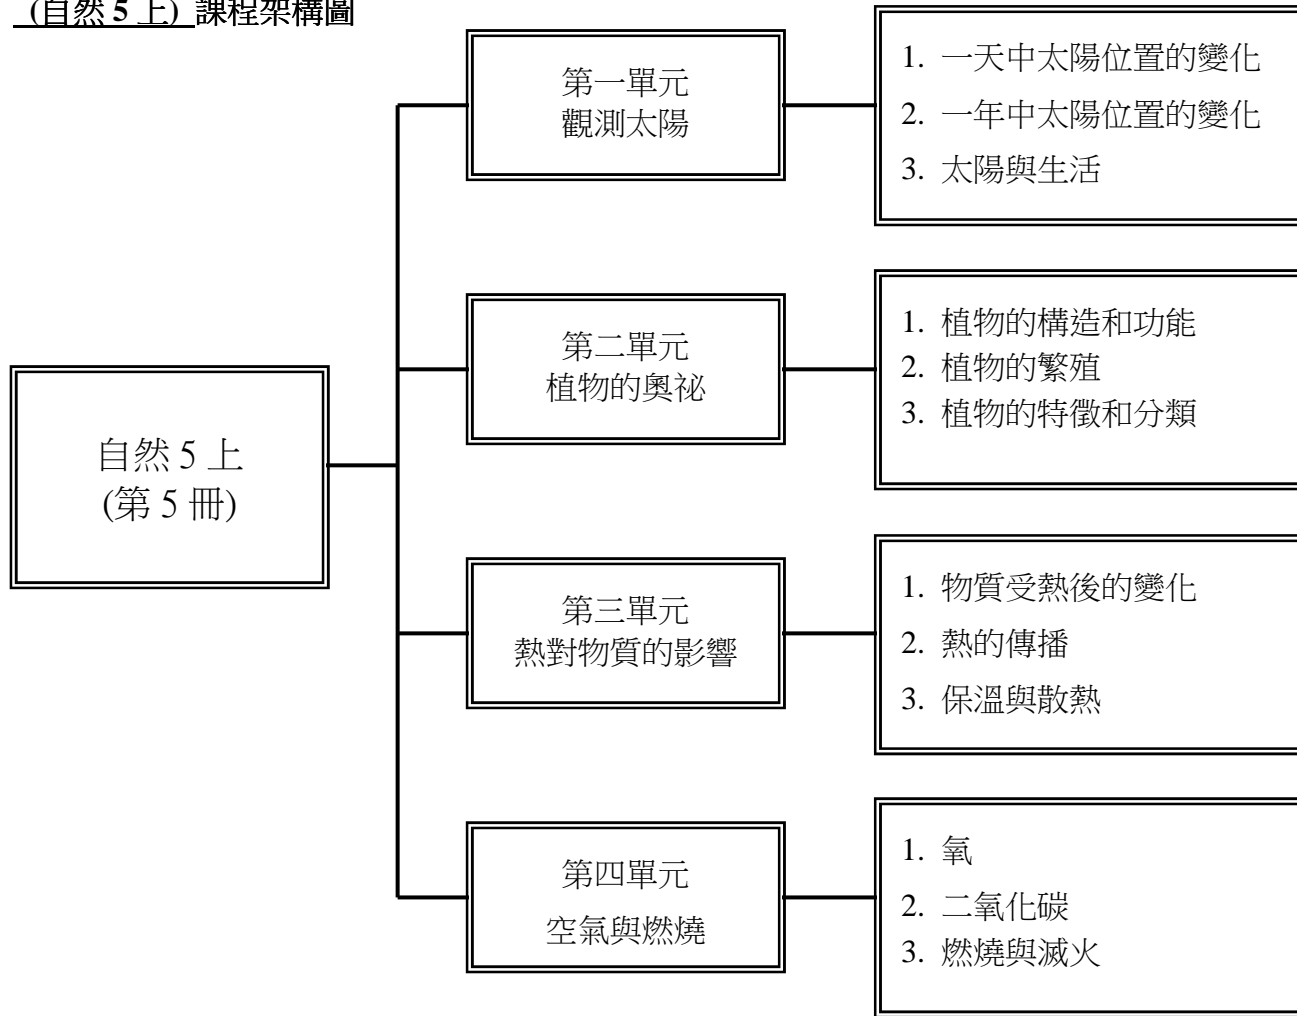 (自然 5 上) 課程架構圖
自然 5 上
(第 5 冊)
第一單元
觀測太陽
1. 一天中太陽位置的變化
2. 一年中太陽位置的變化
3. 太陽與生活
第二單元
植物的奧祕
1. 植物的構造和功能
2. 植物的繁殖
3. 植物的特徵和分類
第三單元
熱對物質的影響
1. 物質受熱後的變化
2. 熱的傳播
3. 保溫與散熱
第四單元
空氣與燃燒
1. 氧
2. 二氧化碳
3. 燃燒與滅火